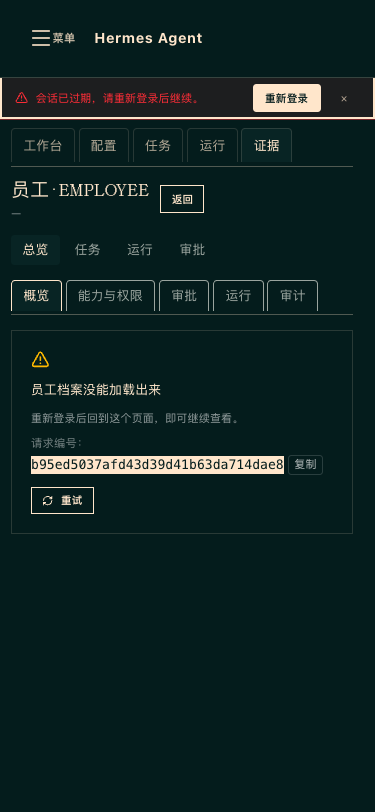 菜单 Hermes Agent
会话已过期，请重新登录后继续。 重新登录 ×
工作台 配置 任务 运行 证据
员工·EMPLOYEE 返回
—
总览 任务 运行 审批
概览 能力与权限 审批 运行 审计
员工档案没能加载出来
重新登录后回到这个页面，即可继续查看。
请求编号：
b95ed5037afd43d39d41b63da714dae8 复制
重试